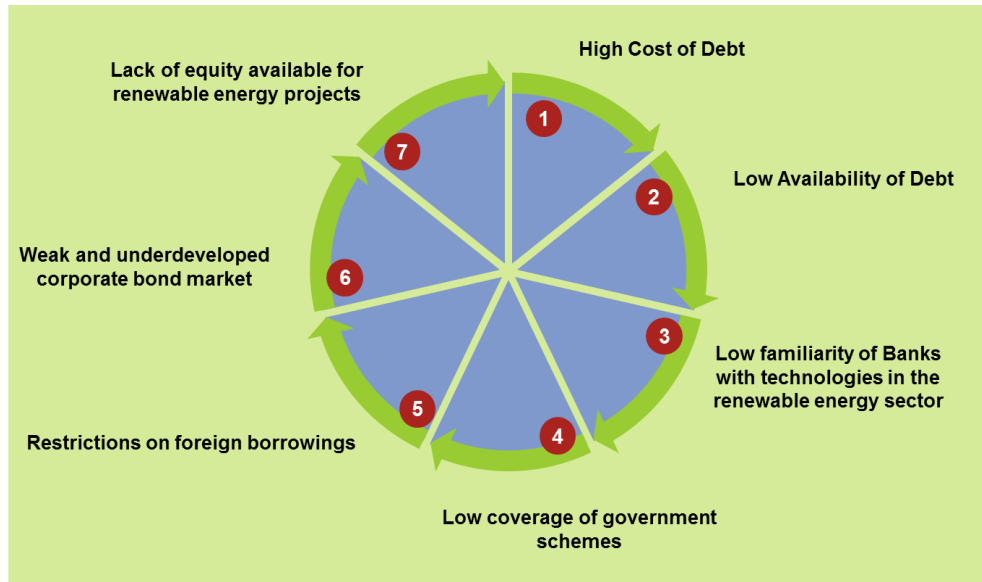 High Cost of Debt
1
Low Availability of Debt
2
Low familiarity of Banks
with technologies in the
renewable energy sector
3
Low coverage of government
schemes
4
Restrictions on foreign borrowings
5
Weak and underdeveloped
corporate bond market
6
Lack of equity available for
renewable energy projects
7